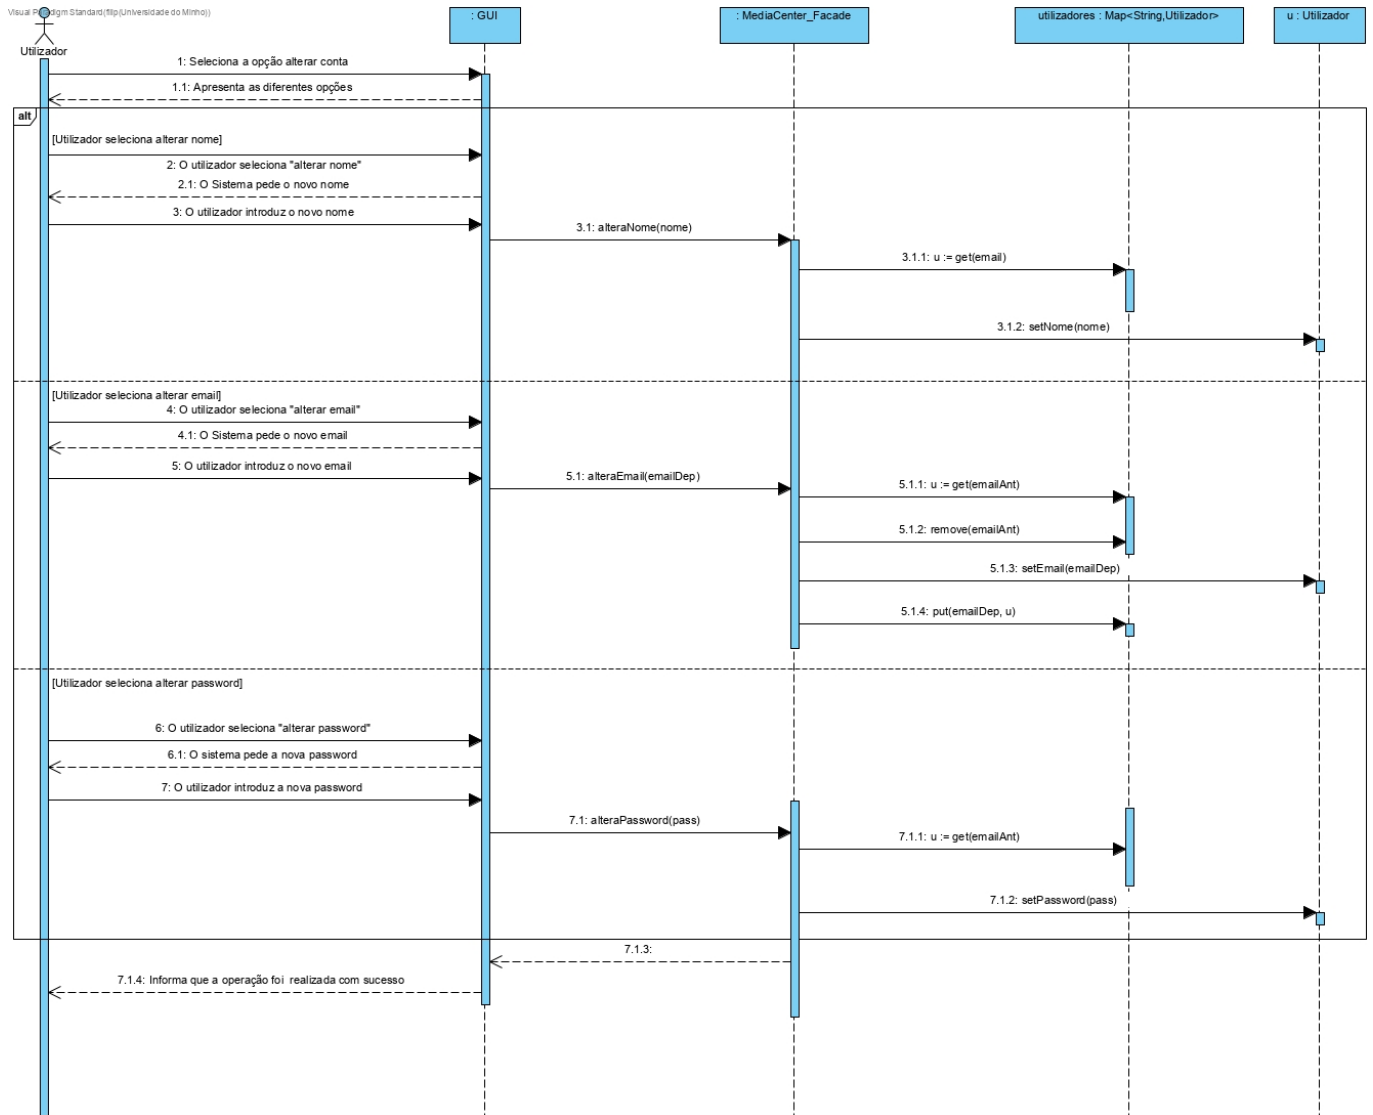 Visual Paradigm Standard(filip(Universidade do Minho))
: GUI
: MediaCenter_Facade
utilizadores : Map<String,Utilizador>
u : Utilizador
Utilizador
1: Seleciona a opção alterar conta
1.1: Apresenta as diferentes opções
alt
[Utilizador seleciona alterar nome]
2: O utilizador seleciona "alterar nome"
2.1: O Sistema pede o novo nome
3: O utilizador introduz o novo nome
3.1: alteraNome(nome)
3.1.1: u := get(email)
3.1.2: setNome(nome)
[Utilizador seleciona alterar email]
4: O utilizador seleciona "alterar email"
4.1: O Sistema pede o novo email
5: O utilizador introduz o novo email
5.1: alteraEmail(emailDep)
5.1.1: u := get(emailAnt)
5.1.2: remove(emailAnt)
5.1.3: setEmail(emailDep)
5.1.4: put(emailDep, u)
[Utilizador seleciona alterar password]
6: O utilizador seleciona "alterar password"
6.1: O sistema pede a nova password
7: O utilizador introduz a nova password
7.1: alteraPassword(pass)
7.1.1: u := get(emailAnt)
7.1.2: setPassword(pass)
7.1.3:
7.1.4: Informa que a operação foi realizada com sucesso